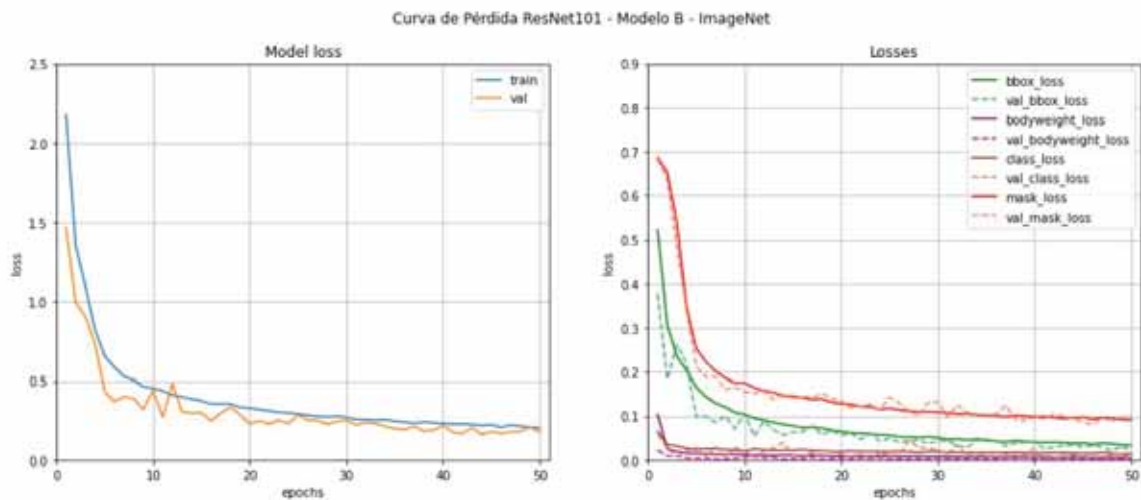 Curva de Pérdida ResNet101 - Modelo B - ImageNet
Model loss
2.5
2.0
1.5
1.0
0.5
0.0
loss
0 10 20 30 40 50
epochs
train
val
Losses
0.9
0.8
0.7
0.6
0.5
0.4
0.3
0.2
0.1
0.0
loss
0 10 20 30 40 50
epochs
bbox_loss
val_bbox_loss
bodyweight_loss
val_bodyweight_loss
class_loss
val_class_loss
mask_loss
val_mask_loss